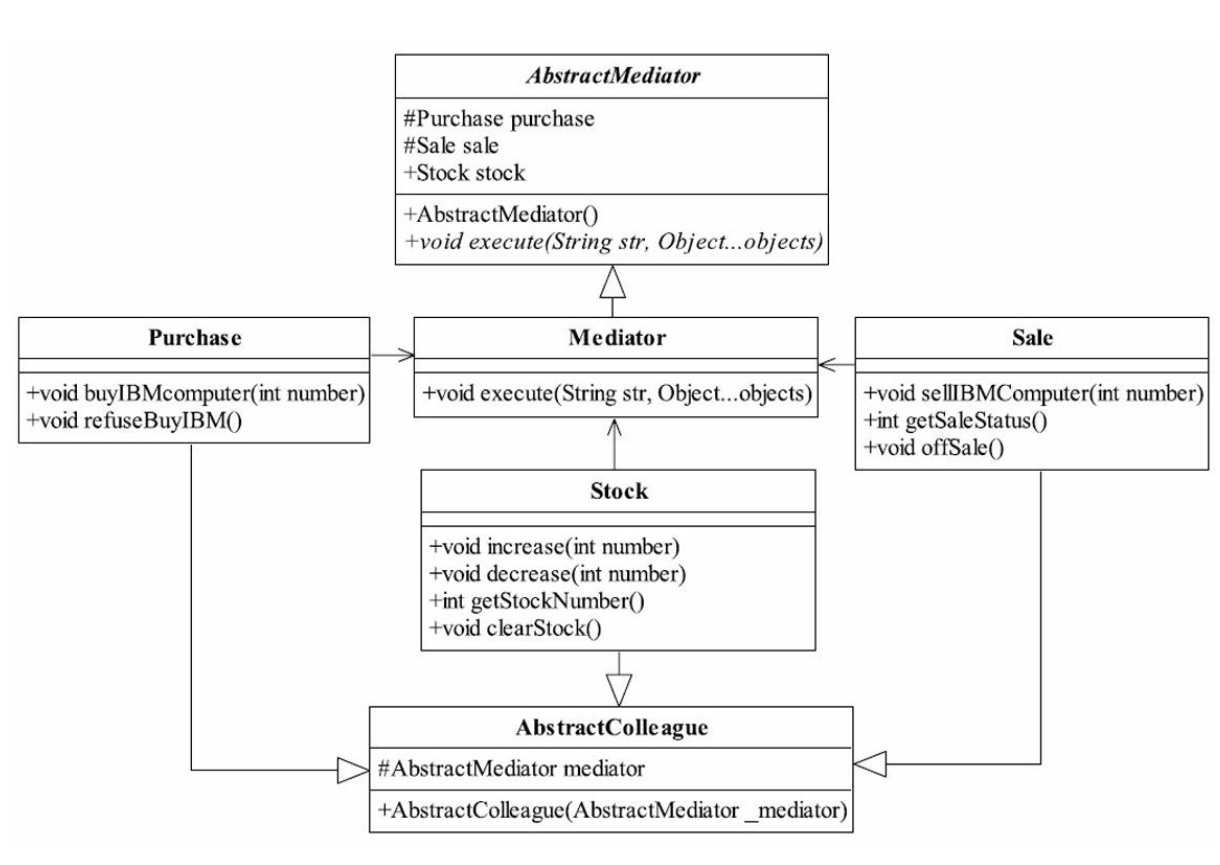 AbstractMediator
#Purchase purchase
#Sale sale
+Stock stock
+AbstractMediator()
+void execute(String str, Object...objects)
Purchase
+void buyIBMcomputer(int number)
+void refuseBuyIBM()
Mediator
+void execute(String str, Object...objects)
Sale
+void sellIBMComputer(int number)
+int getSaleStatus()
+void offSale()
Stock
+void increase(int number)
+void decrease(int number)
+int getStockNumber()
+void clearStock()
AbstractColleague
#AbstractMediator mediator
+AbstractColleague(AbstractMediator _mediator)